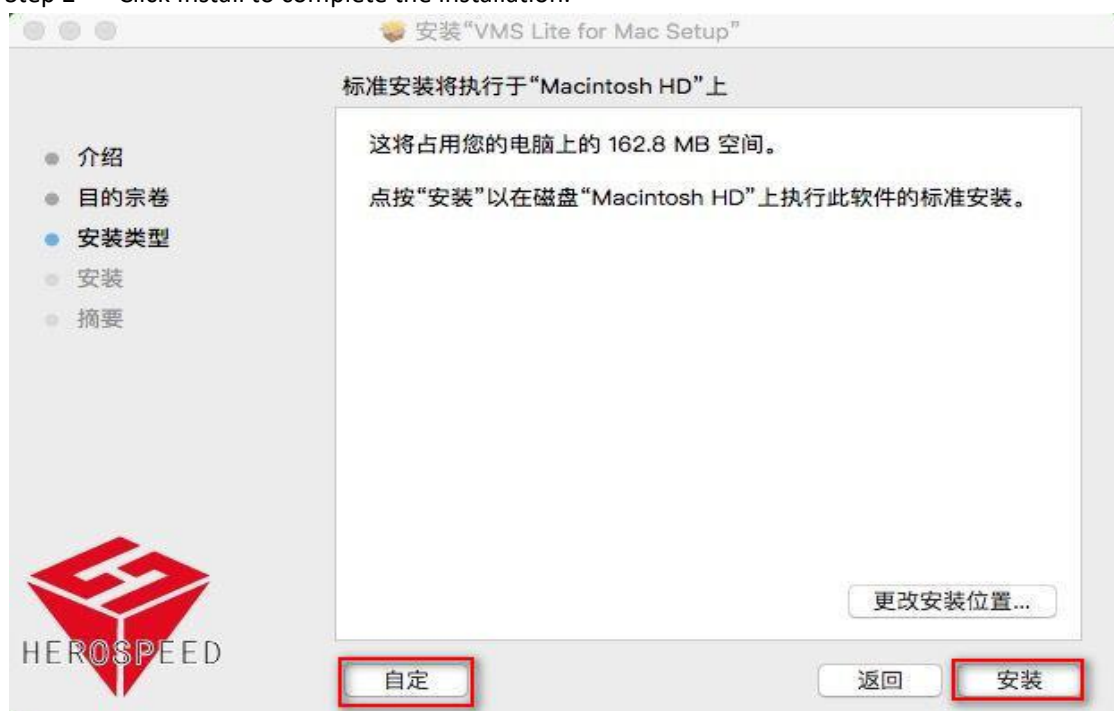 Step 2 Click Install to complete the installation.
安装“VMS Lite for Mac Setup”
标准安装将执行于“Macintosh HD”上
介绍
目的宗卷
安装类型
安装
摘要
这将占用您的电脑上的 162.8 MB 空间。
点按“安装”以在磁盘“Macintosh HD”上执行此软件的标准安装。
更改安装位置...
HEROSPEED
自定
返回
安装